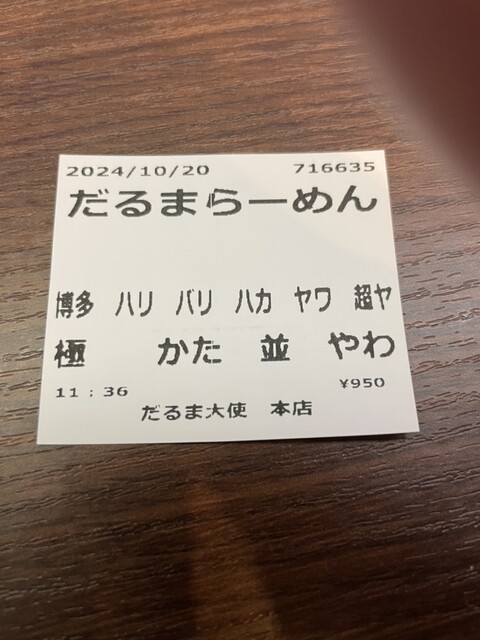 2024/10/20 716635
だるまらーめん
博多 ハリ バリ ハカ ヤワ 超ヤ
極 かた 並 やわ
11：36 ¥950
だるま大使 本店